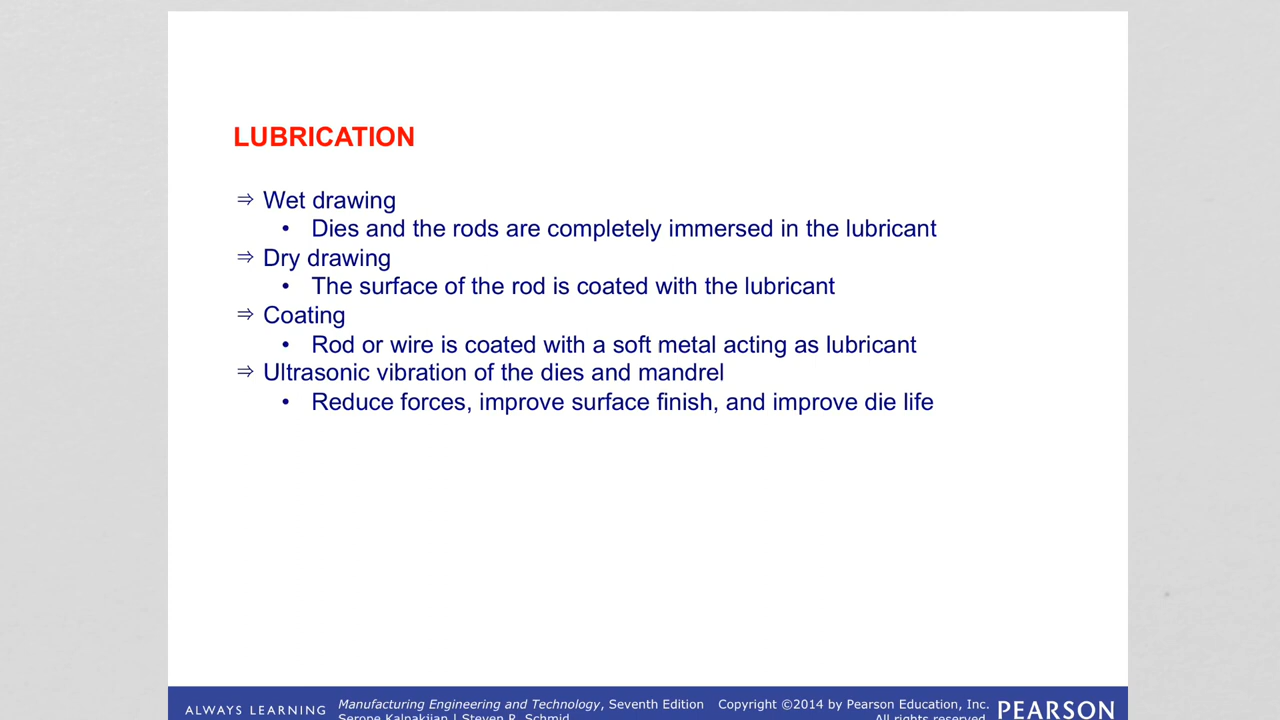 LUBRICATION
⇒ Wet drawing
• Dies and the rods are completely immersed in the lubricant
⇒ Dry drawing
• The surface of the rod is coated with the lubricant
⇒ Coating
• Rod or wire is coated with a soft metal acting as lubricant
⇒ Ultrasonic vibration of the dies and mandrel
• Reduce forces, improve surface finish, and improve die life
ALWAYS LEARNING
Manufacturing Engineering and Technology, Seventh Edition
Serope Kalpakjian | Steven R. Schmid
Copyright ©2014 by Pearson Education, Inc.
All rights reserved.
PEARSON